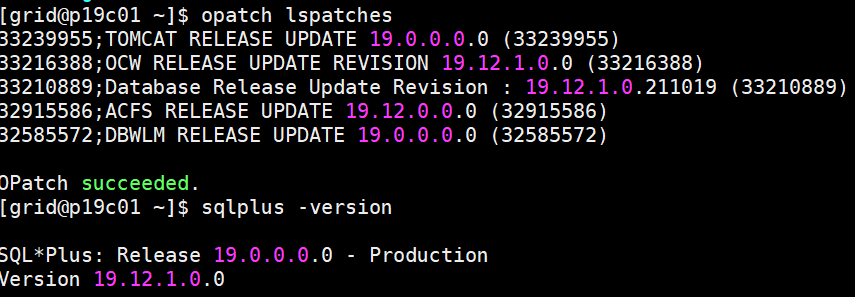 [grid@p19c01 ~]$ opatch lspatches
33239955;TOMCAT RELEASE UPDATE 19.0.0.0.0 (33239955)
33216388;OCW RELEASE UPDATE REVISION 19.12.1.0.0 (33216388)
33210889;Database Release Update Revision : 19.12.1.0.211019 (33210889)
32915586;ACFS RELEASE UPDATE 19.12.0.0.0 (32915586)
32585572;DBWLM RELEASE UPDATE 19.0.0.0.0 (32585572)
OPatch succeeded.
[grid@p19c01 ~]$ sqlplus -version
SQL*Plus: Release 19.0.0.0.0 - Production
Version 19.12.1.0.0